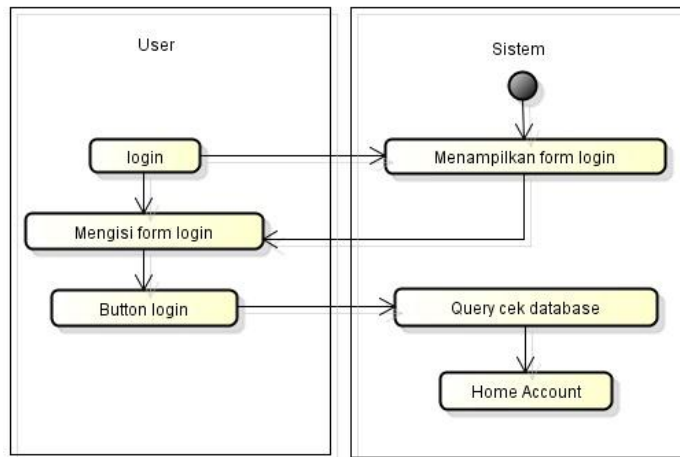 User
Sistem
login
Menampilkan form login
Mengisi form login
Button login
Query cek database
Home Account